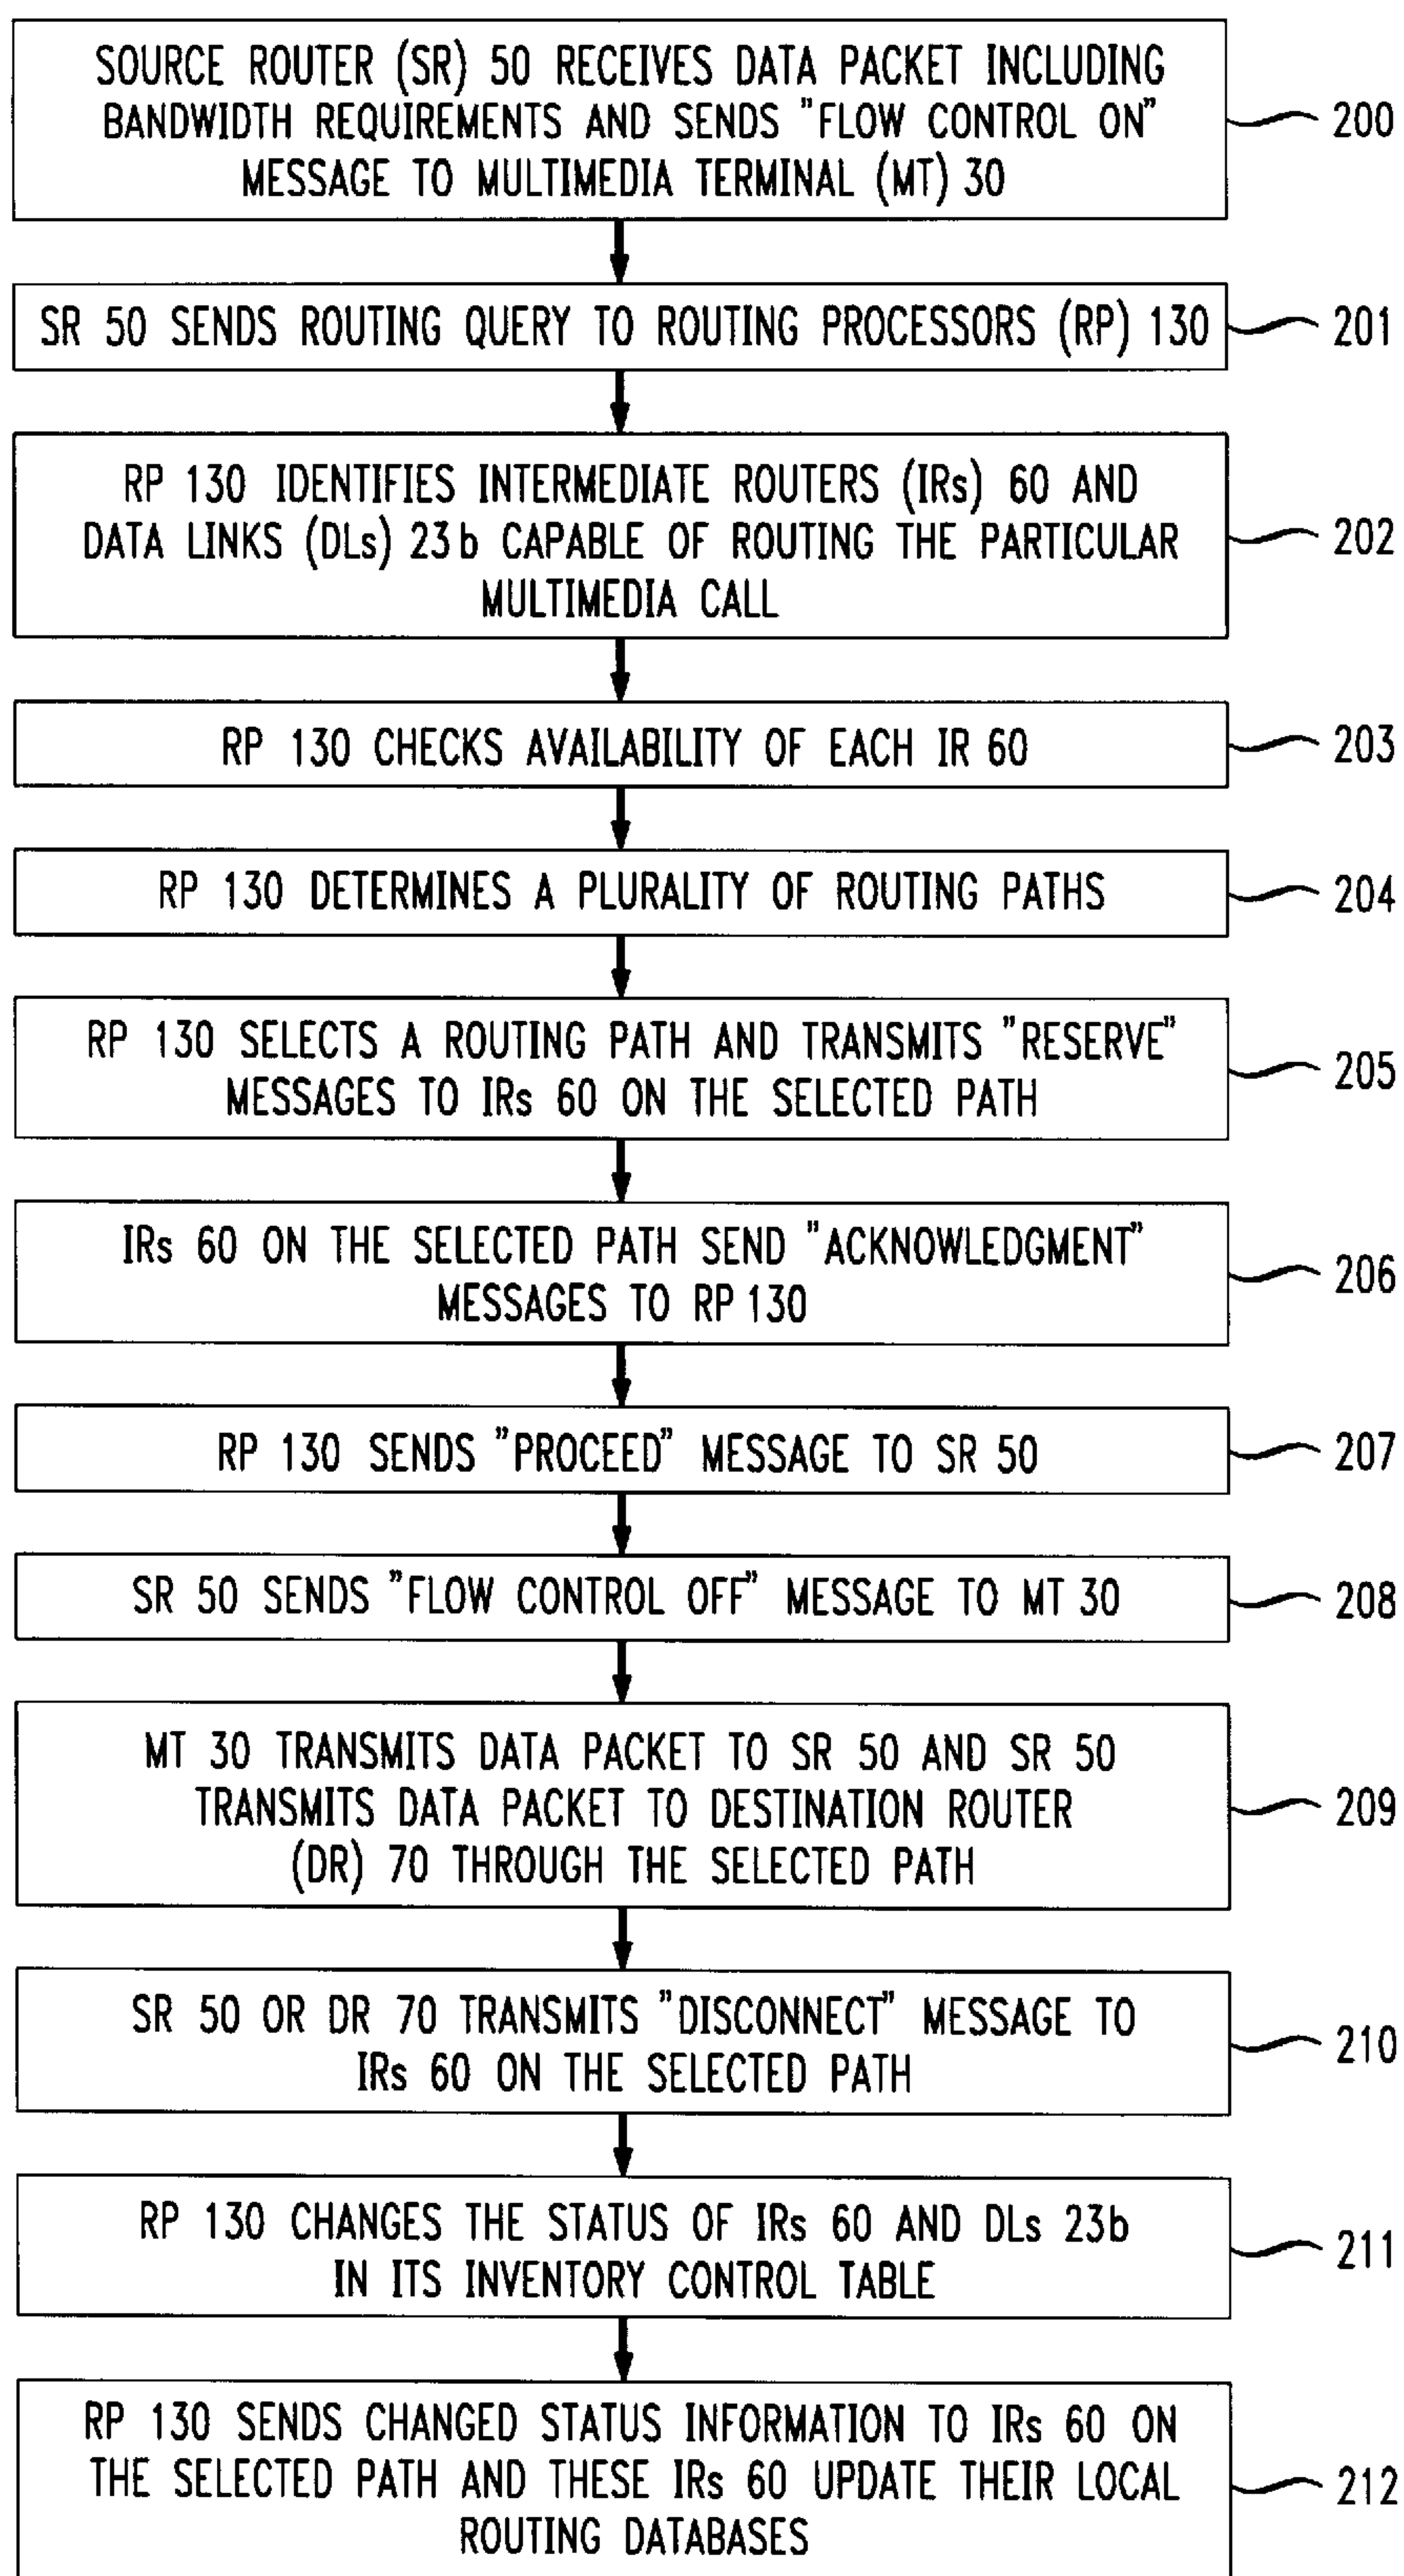 SOURCE ROUTER (SR) 50 RECEIVES DATA PACKET INCLUDING
BANDWIDTH REQUIREMENTS AND SENDS "FLOW CONTROL ON"
MESSAGE TO MULTIMEDIA TERMINAL (MT) 30
200
SR 50 SENDS ROUTING QUERY TO ROUTING PROCESSORS (RP) 130
201
RP 130 IDENTIFIES INTERMEDIATE ROUTERS (IRs) 60 AND
DATA LINKS (DLs) 23b CAPABLE OF ROUTING THE PARTICULAR
MULTIMEDIA CALL
202
RP 130 CHECKS AVAILABILITY OF EACH IR 60
203
RP 130 DETERMINES A PLURALITY OF ROUTING PATHS
204
RP 130 SELECTS A ROUTING PATH AND TRANSMITS "RESERVE"
MESSAGES TO IRs 60 ON THE SELECTED PATH
205
IRs 60 ON THE SELECTED PATH SEND "ACKNOWLEDGMENT"
MESSAGES TO RP 130
206
RP 130 SENDS "PROCEED" MESSAGE TO SR 50
207
SR 50 SENDS "FLOW CONTROL OFF" MESSAGE TO MT 30
208
MT 30 TRANSMITS DATA PACKET TO SR 50 AND SR 50
TRANSMITS DATA PACKET TO DESTINATION ROUTER
(DR) 70 THROUGH THE SELECTED PATH
209
SR 50 OR DR 70 TRANSMITS "DISCONNECT" MESSAGE TO
IRs 60 ON THE SELECTED PATH
210
RP 130 CHANGES THE STATUS OF IRs 60 AND DLs 23b
IN ITS INVENTORY CONTROL TABLE
211
RP 130 SENDS CHANGED STATUS INFORMATION TO IRs 60 ON
THE SELECTED PATH AND THESE IRs 60 UPDATE THEIR LOCAL
ROUTING DATABASES
212